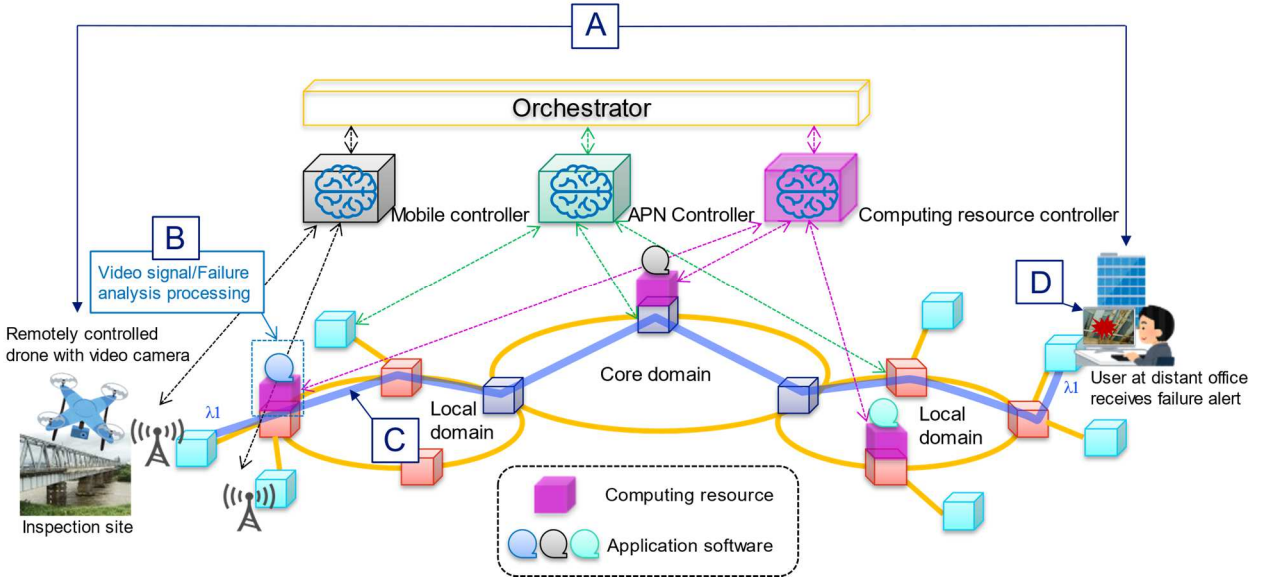 A
Orchestrator
Mobile controller
APN Controller
Computing resource controller
B
Video signal/Failure
analysis processing
D
Remotely controlled
drone with video camera
Core domain
User at distant office
receives failure alert
λ1
λ1
Local
domain
C
Local
domain
Inspection site
Computing resource
Application software